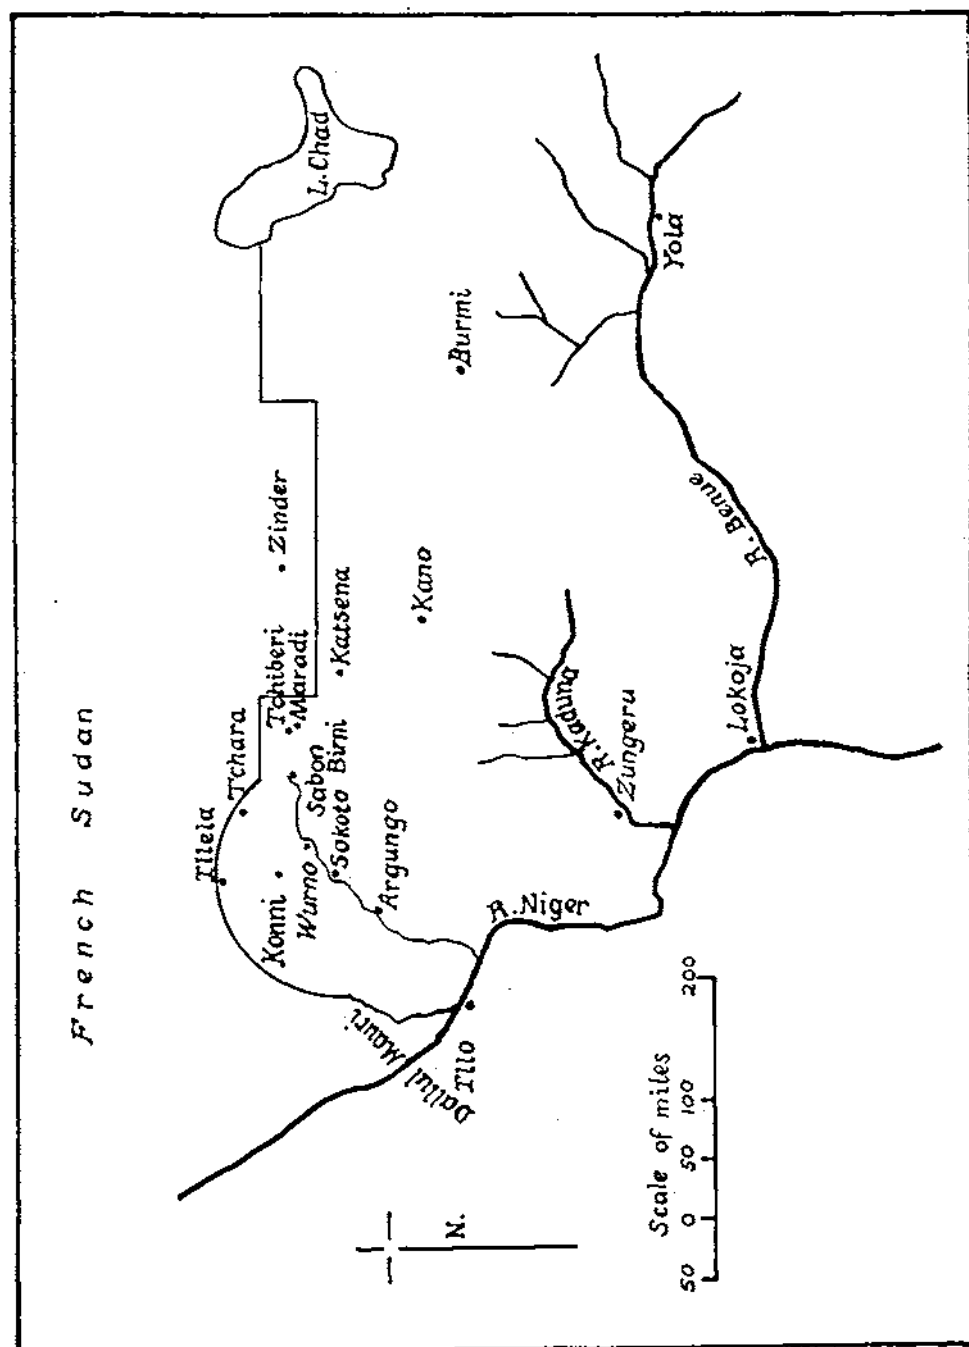 French Sudan
L. Chad
Illela
Tchara
Tchiberi
Maradi
Zinder
Konni
Wurno
Sabon
Birni
Sokoto
Katsena
Argungo
Kano
Burmi
Dallul Mauri
Illo
R. Niger
R. Kaduna
Zungeru
Lokoja
R. Benue
Yola
N.
Scale of miles
50 0 50 100 200